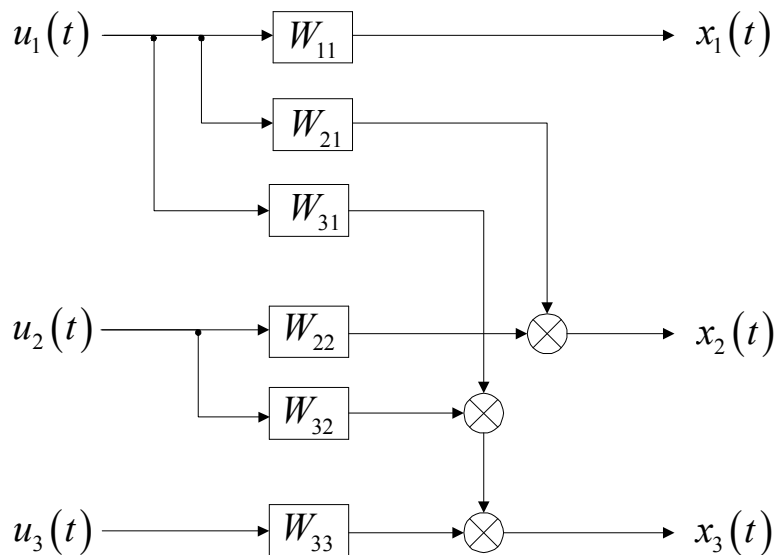 u₁(t) W₁₁ x₁(t)
W₂₁
W₃₁
u₂(t) W₂₂ x₂(t)
W₃₂
u₃(t) W₃₃ x₃(t)